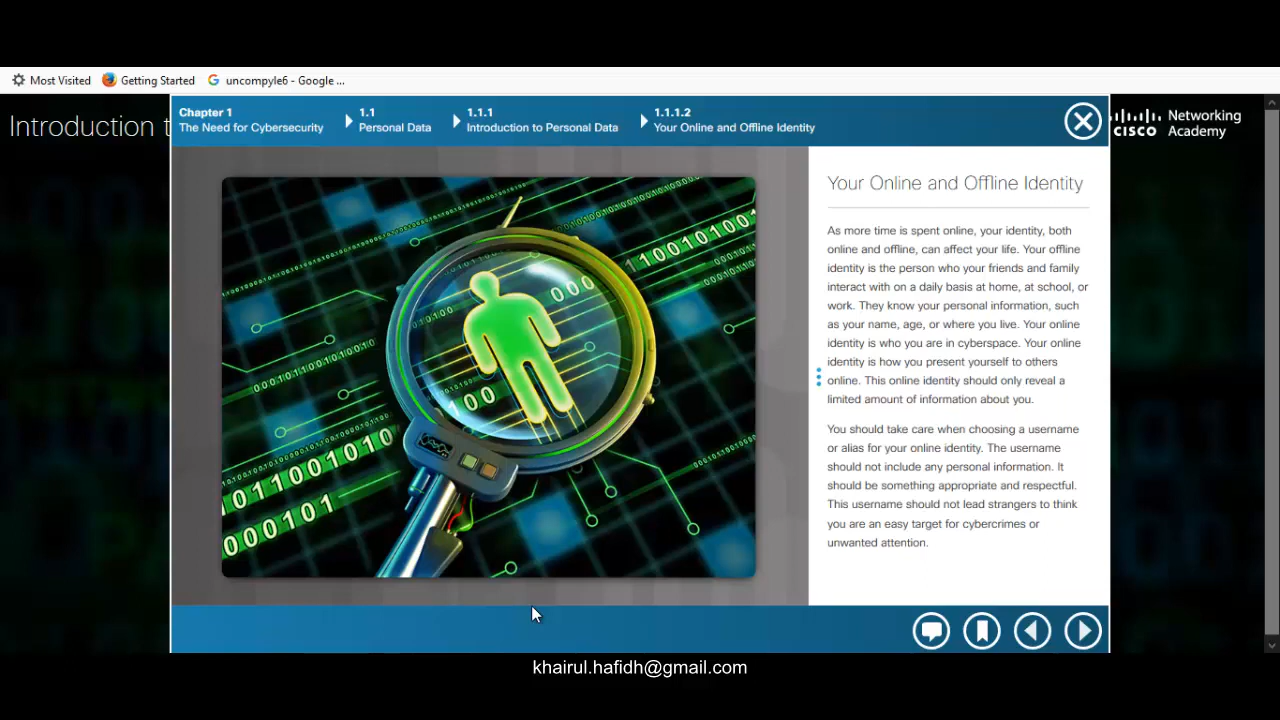 Most Visited Getting Started uncompyle6 - Google ...
Introduction t
Chapter 1
The Need for Cybersecurity
1.1
Personal Data
1.1.1
Introduction to Personal Data
1.1.1.2
Your Online and Offline Identity
Networking
CISCO Academy
0010100
00101001
000
100
0001010100101100
1011001010
000101
Your Online and Offline Identity
As more time is spent online, your identity, both
online and offline, can affect your life. Your offline
identity is the person who your friends and family
interact with on a daily basis at home, at school, or
work. They know your personal information, such
as your name, age, or where you live. Your online
identity is who you are in cyberspace. Your online
identity is how you present yourself to others
online. This online identity should only reveal a
limited amount of information about you.
You should take care when choosing a username
or alias for your online identity. The username
should not include any personal information. It
should be something appropriate and respectful.
This username should not lead strangers to think
you are an easy target for cybercrimes or
unwanted attention.
khairul.hafidh@gmail.com